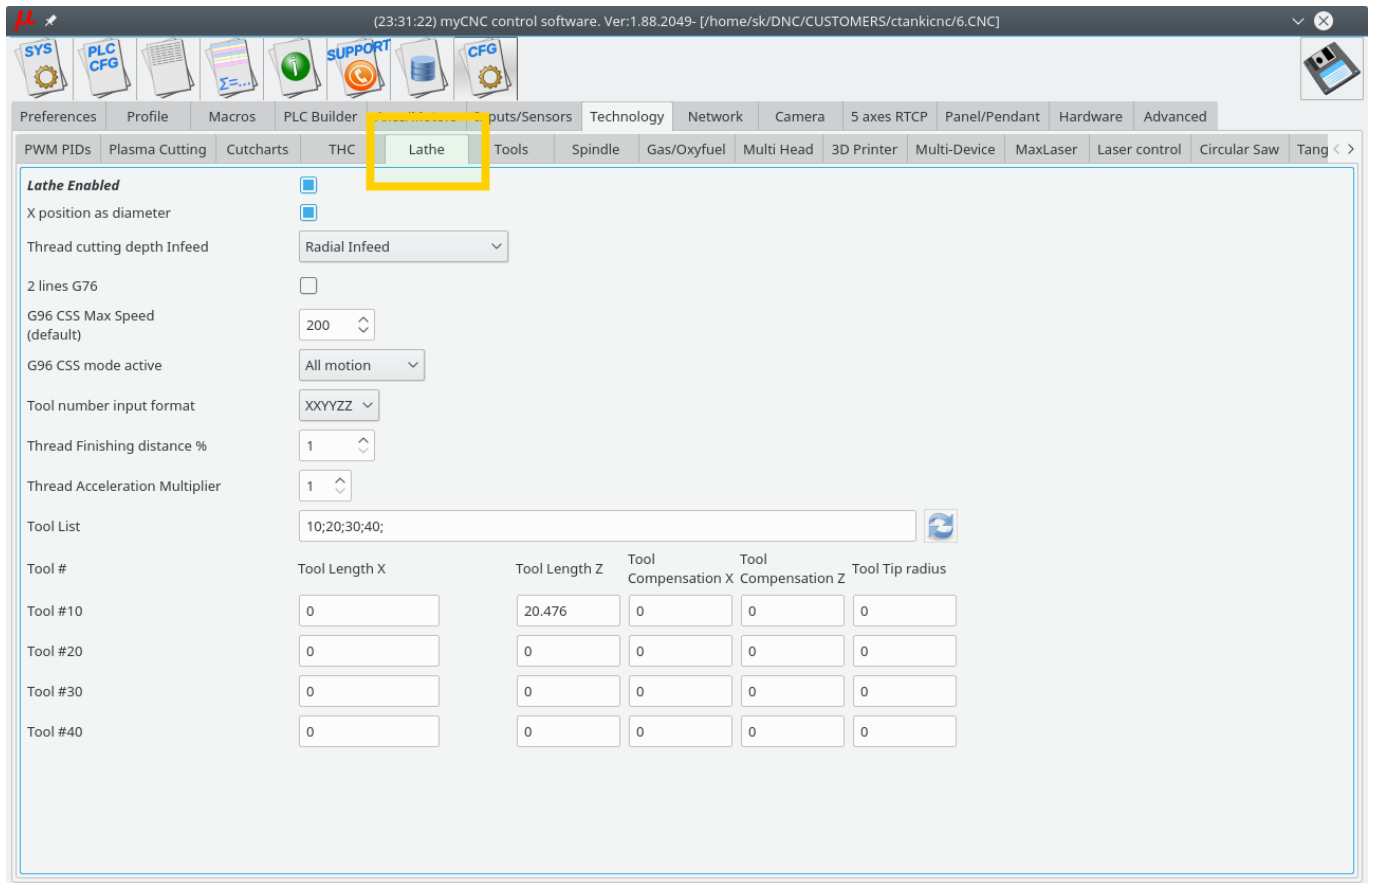 (23:31:22) myCNC control software. Ver:1.88.2049- [/home/sk/DNC/CUSTOMERS/ctankicnc/6.CNC]
SYS
PLC
CFG
Σ=...
SUPPORT
CFG
Preferences Profile Macros PLC Builder Axes/Motors Inputs/Sensors Technology Network Camera 5 axes RTCP Panel/Pendant Hardware Advanced
PWM PIDs Plasma Cutting Cutcharts THC Lathe Tools Spindle Gas/Oxyfuel Multi Head 3D Printer Multi-Device MaxLaser Laser control Circular Saw Tang
Lathe Enabled
X position as diameter
Thread cutting depth Infeed Radial Infeed
2 lines G76
G96 CSS Max Speed
(default) 200
G96 CSS mode active All motion
Tool number input format XXYYZZ
Thread Finishing distance % 1
Thread Acceleration Multiplier 1
Tool List 10;20;30;40;
Tool # Tool Length X Tool Length Z Tool Compensation X Tool Compensation Z Tool Tip radius
Tool #10 0 20.476 0 0 0
Tool #20 0 0 0 0 0
Tool #30 0 0 0 0 0
Tool #40 0 0 0 0 0